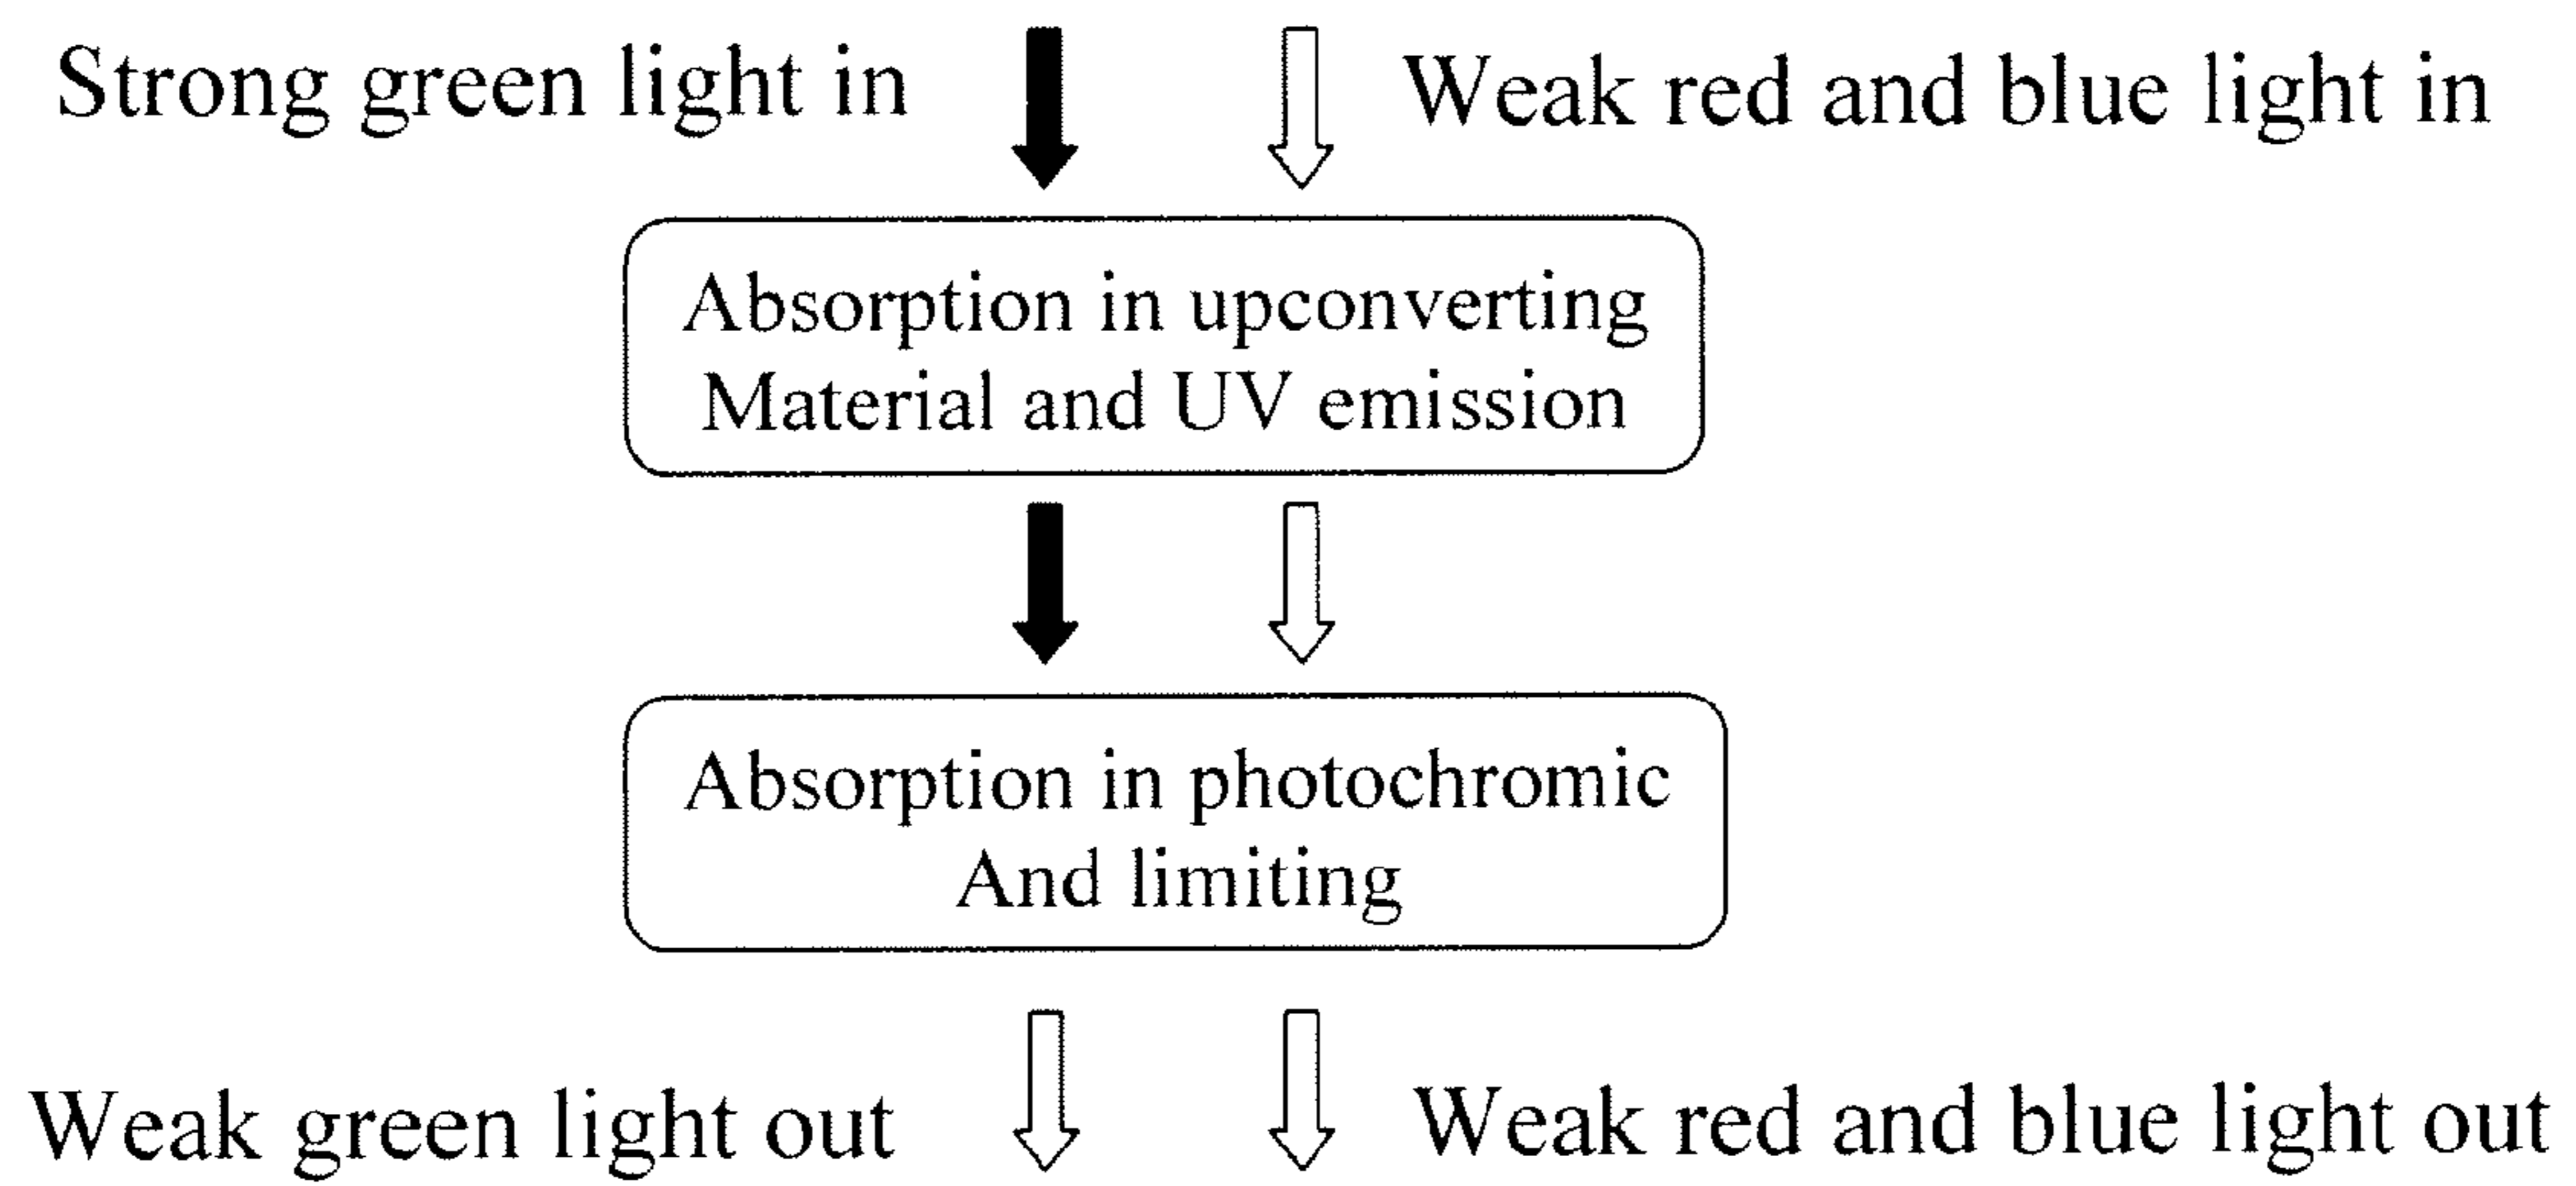 Strong green light in
Weak red and blue light in
Absorption in upconverting
Material and UV emission
Absorption in photochromic
And limiting
Weak green light out
Weak red and blue light out